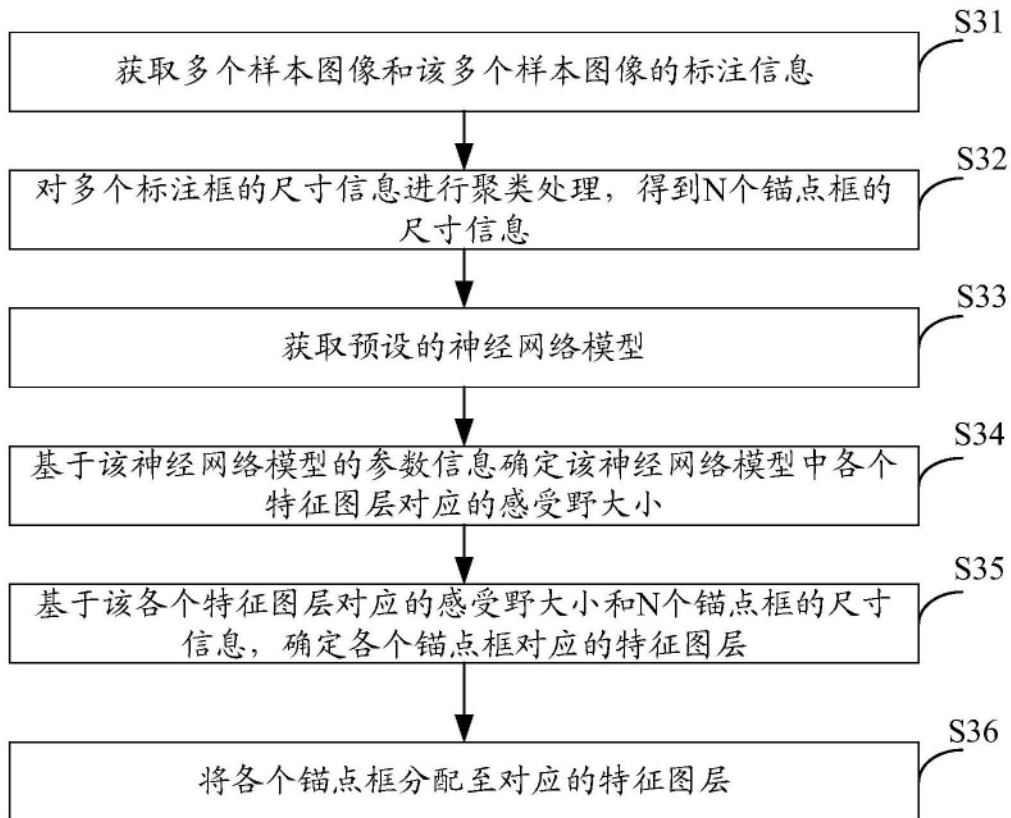 S31
获取多个样本图像和该多个样本图像的标注信息
S32
对多个标注框的尺寸信息进行聚类处理，得到N个锚点框的
尺寸信息
S33
获取预设的神经网络模型
S34
基于该神经网络模型的参数信息确定该神经网络模型中各个
特征图层对应的感受野大小
S35
基于该各个特征图层对应的感受野大小和N个锚点框的尺寸
信息，确定各个锚点框对应的特征图层
S36
将各个锚点框分配至对应的特征图层